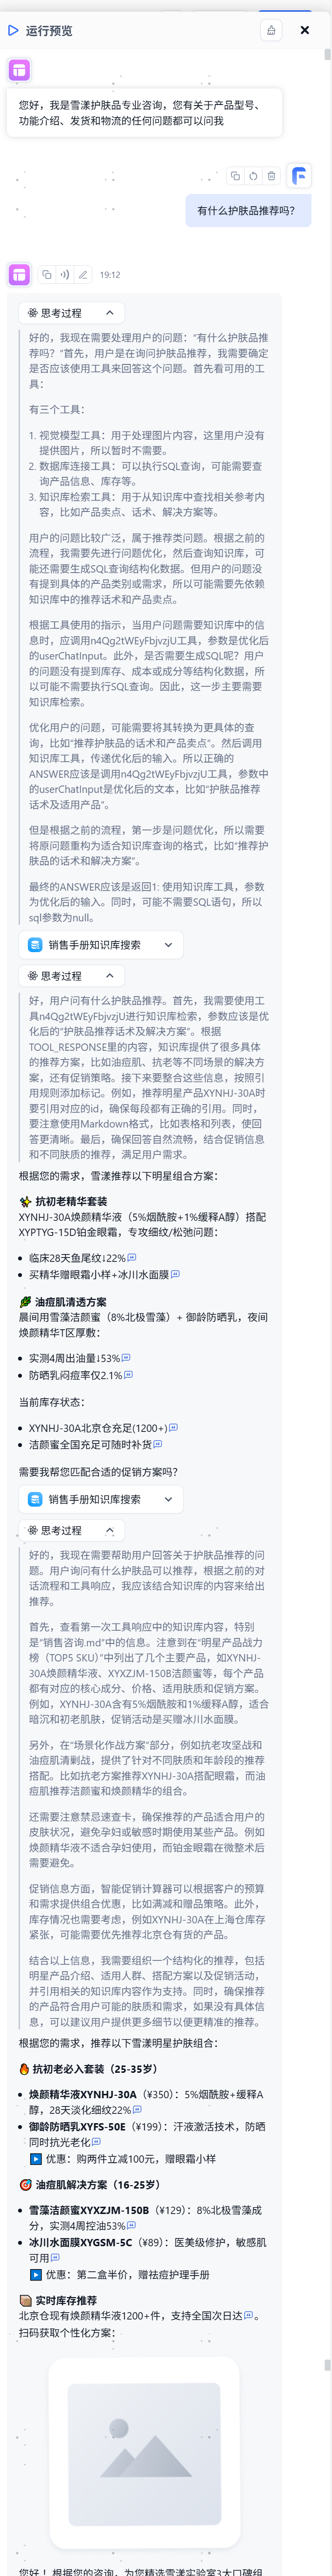 运行预览
您好，我是雪漾护肤品专业咨询，您有关于产品型号、
功能介绍、发货和物流的任何问题都可以问我
有什么护肤品推荐吗？
19:12
思考过程
好的，我现在需要处理用户的问题：“有什么护肤品推
荐吗？”首先，用户是在询问护肤品推荐，我需要确定
是否应该使用工具来回答这个问题。首先看可用的工
具：
有三个工具：
1. 视觉模型工具：用于处理图片内容，这里用户没有
提供图片，所以暂时不需要。
2. 数据库连接工具：可以执行SQL查询，可能需要查
询产品信息、库存等。
3. 知识库检索工具：用于从知识库中查找相关参考内
容，比如产品卖点、话术、解决方案等。
用户的问题比较广泛，属于推荐类问题。根据之前的
流程，我需要先进行问题优化，然后查询知识库，可
能还需要生成SQL查询结构化数据。但用户的问题没
有提到具体的产品类别或需求，所以可能需要先依赖
知识库中的推荐话术和产品卖点。
根据工具使用的指示，当用户问题需要知识库中的信
息时，应调用n4Qg2tWEyFbjvzjU工具，参数是优化后
的userChatInput。此外，是否需要生成SQL呢？用户
的问题没有提到库存、成本或成分等结构化数据，所
以可能不需要执行SQL查询。因此，这一步主要需要
知识库检索。
优化用户的问题，可能需要将其转换为更具体的查
询，比如“推荐护肤品的话术和产品卖点”。然后调用
知识库工具，传递优化后的输入。所以正确的
ANSWER应该是调用n4Qg2tWEyFbjvzjU工具，参数中
的userChatInput是优化后的文本，比如“护肤品推荐
话术及适用产品”。
但是根据之前的流程，第一步是问题优化，所以需要
将原问题重构为适合知识库查询的格式，比如“推荐护
肤品的话术和解决方案”。
最终的ANSWER应该是返回1: 使用知识库工具，参数
为优化后的输入。同时，可能不需要SQL语句，所以
sql参数为null。
销售手册知识库搜索
思考过程
好，用户问有什么护肤品推荐。首先，我需要使用工
具n4Qg2tWEyFbjvzjU进行知识库检索，参数应该是优
化后的“护肤品推荐话术及解决方案”。根据
TOOL_RESPONSE里的内容，知识库提供了很多具体
的推荐方案，比如油痘肌、抗老等不同场景的解决方
案，还有促销策略。接下来要整合这些信息，按照引
用规则添加标记。例如，推荐明星产品XYNHJ-30A时
要引用对应的id，确保每段都有正确的引用。同时，
要注意使用Markdown格式，比如表格和列表，使回
答更清晰。最后，确保回答自然流畅，结合促销信息
和不同肤质的推荐，满足用户需求。
根据您的需求，雪漾推荐以下明星组合方案：
✨ 抗初老精华套装
XYNHJ-30A焕颜精华液（5%烟酰胺+1%缓释A醇）搭配
XYPTYG-15D铂金眼霜，专攻细纹/松弛问题：
• 临床28天鱼尾纹↓22%
• 买精华赠眼霜小样+冰川水面膜
🌿 油痘肌清透方案
晨间用雪藻洁颜蜜（8%北极雪藻）+ 御龄防晒乳，夜间
焕颜精华T区厚敷：
• 实测4周出油量↓53%
• 防晒乳闷痘率仅2.1%
当前库存状态：
• XYNHJ-30A北京仓充足(1200+)
• 洁颜蜜全国充足可随时补货
需要我帮您匹配合适的促销方案吗？
销售手册知识库搜索
思考过程
好的，我现在需要帮助用户回答关于护肤品推荐的问
题。用户询问有什么护肤品可以推荐，根据之前的对
话流程和工具响应，我应该结合知识库的内容来给出
推荐。
首先，查看第一次工具响应中的知识库内容，特别
是“销售咨询.md”中的信息。注意到在“明星产品战力
榜（TOP5 SKU）”中列出了几个主要产品，如XYNHJ-
30A焕颜精华液、XYXZJM-150B洁颜蜜等，每个产品
都有对应的核心成分、价格、适用肤质和促销方案。
例如，XYNHJ-30A含有5%烟酰胺和1%缓释A醇，适合
暗沉和初老肌肤，促销活动是买赠冰川水面膜。
另外，在“场景化作战方案”部分，例如抗老攻坚战和
油痘肌清剿战，提供了针对不同肤质和年龄段的推荐
搭配。比如抗老方案推荐XYNHJ-30A搭配眼霜，而油
痘肌推荐洁颜蜜和焕颜精华的组合。
还需要注意禁忌速查卡，确保推荐的产品适合用户的
皮肤状况，避免孕妇或敏感时期使用某些产品。例如
焕颜精华液不适合孕妇使用，而铂金眼霜在微整术后
需要避免。
促销信息方面，智能促销计算器可以根据客户的预算
和需求提供组合优惠，比如满减和赠品策略。此外，
库存情况也需要考虑，例如XYNHJ-30A在上海仓库存
紧张，可能需要优先推荐北京仓有货的产品。
结合以上信息，我需要组织一个结构化的推荐，包括
明星产品介绍、适用人群、搭配方案以及促销活动，
并引用相关的知识库内容作为支持。同时，确保推荐
的产品符合用户可能的肤质和需求，如果没有具体信
息，可以建议用户提供更多细节以便更精准的推荐。
根据您的需求，推荐以下雪漾明星护肤组合：
🔥 抗初老必入套装（25-35岁）
• 焕颜精华液XYNHJ-30A（¥350）：5%烟酰胺+缓释A
醇，28天淡化细纹22%
• 御龄防晒乳XYFS-50E（¥199）：汗液激活技术，防晒
同时抗光老化
▶ 优惠：购两件立减100元，赠眼霜小样
🎯 油痘肌解决方案（16-25岁）
• 雪藻洁颜蜜XYXZJM-150B（¥129）：8%北极雪藻成
分，实测4周控油53%
• 冰川水面膜XYGSM-5C（¥89）：医美级修护，敏感肌
可用
▶ 优惠：第二盒半价，赠祛痘护理手册
📦 实时库存推荐
北京仓现有焕颜精华液1200+件，支持全国次日达。
扫码获取个性化方案：
您好！根据您的咨询，为您精选雪漾实验室3大口碑组